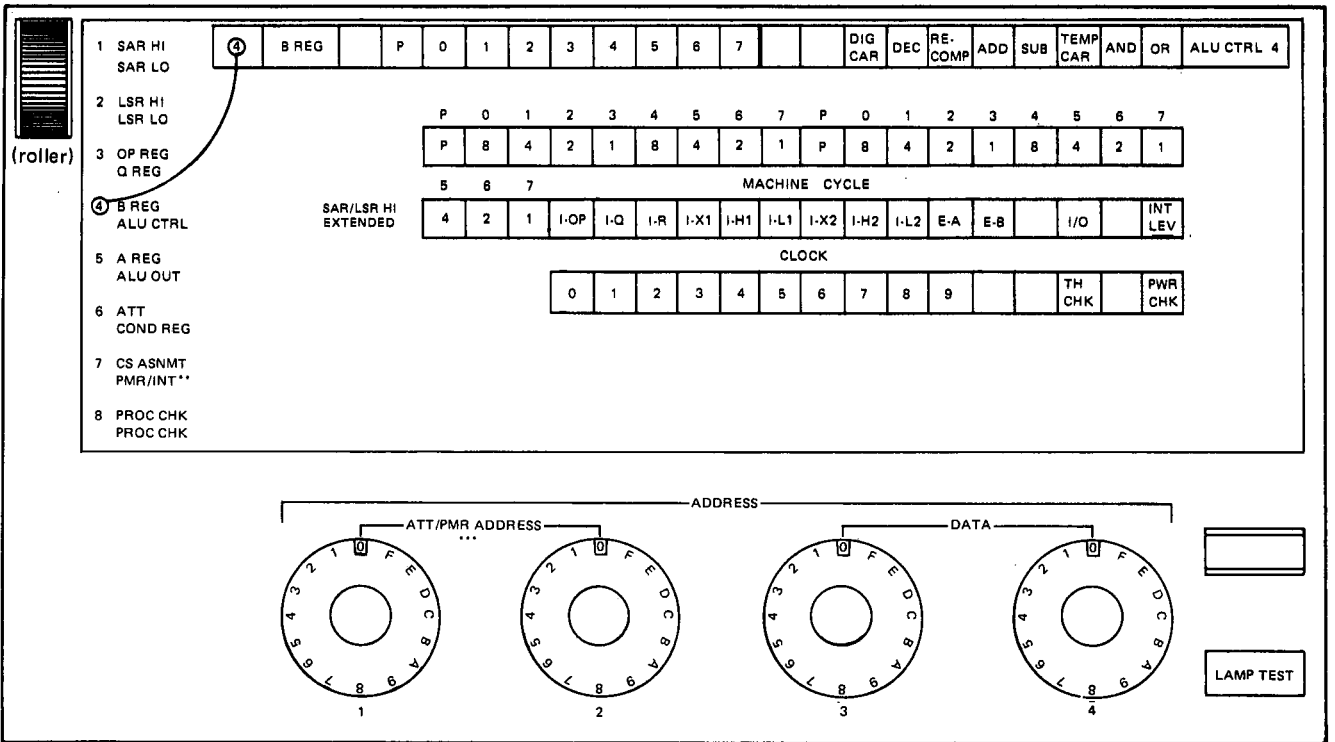 (roller)
1 SAR HI
SAR LO
2 LSR HI
LSR LO
3 OP REG
Q REG
④ B REG
ALU CTRL
5 A REG
ALU OUT
6 ATT
COND REG
7 CS ASNMT
PMR/INT**
8 PROC CHK
PROC CHK
④ B REG P 0 1 2 3 4 5 6 7 DIG CAR DEC RE-COMP ADD SUB TEMP CAR AND OR ALU CTRL 4
P 0 1 2 3 4 5 6 7 P 0 1 2 3 4 5 6 7
P 8 4 2 1 8 4 2 1 P 8 4 2 1 8 4 2 1
5 6 7 MACHINE CYCLE
SAR/LSR HI
EXTENDED
4 2 1 I-OP I-Q I-R I-X1 I-H1 I-L1 I-X2 I-H2 I-L2 E-A E-B I/O INT LEV
CLOCK
0 1 2 3 4 5 6 7 8 9 TH CHK PWR CHK
ADDRESS
ATT/PMR ADDRESS
***
DATA
0 F E D C B A 9 8 7 6 5 4 3 2 1
1
0 F E D C B A 9 8 7 6 5 4 3 2 1
2
0 F E D C B A 9 8 7 6 5 4 3 2 1
3
0 F E D C B A 9 8 7 6 5 4 3 2 1
4
LAMP TEST